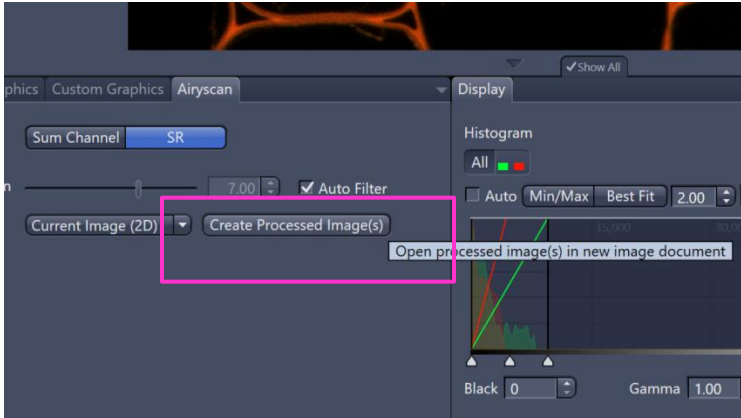 Show All
phics Custom Graphics Airyscan
Display
Sum Channel SR
Histogram
All
n 7.00 Auto Filter
Auto Min/Max Best Fit 2.00
Current Image (2D) Create Processed Image(s)
15,000 30,0
Open processed image(s) in new image document
Black 0 Gamma 1.00